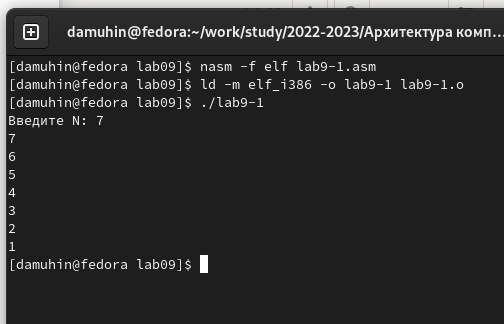 damuhin@fedora:~/work/study/2022-2023/Архитектура комп...
[damuhin@fedora lab09]$ nasm -f elf lab9-1.asm
[damuhin@fedora lab09]$ ld -m elf_i386 -o lab9-1 lab9-1.o
[damuhin@fedora lab09]$ ./lab9-1
Введите N: 7
7
6
5
4
3
2
1
[damuhin@fedora lab09]$